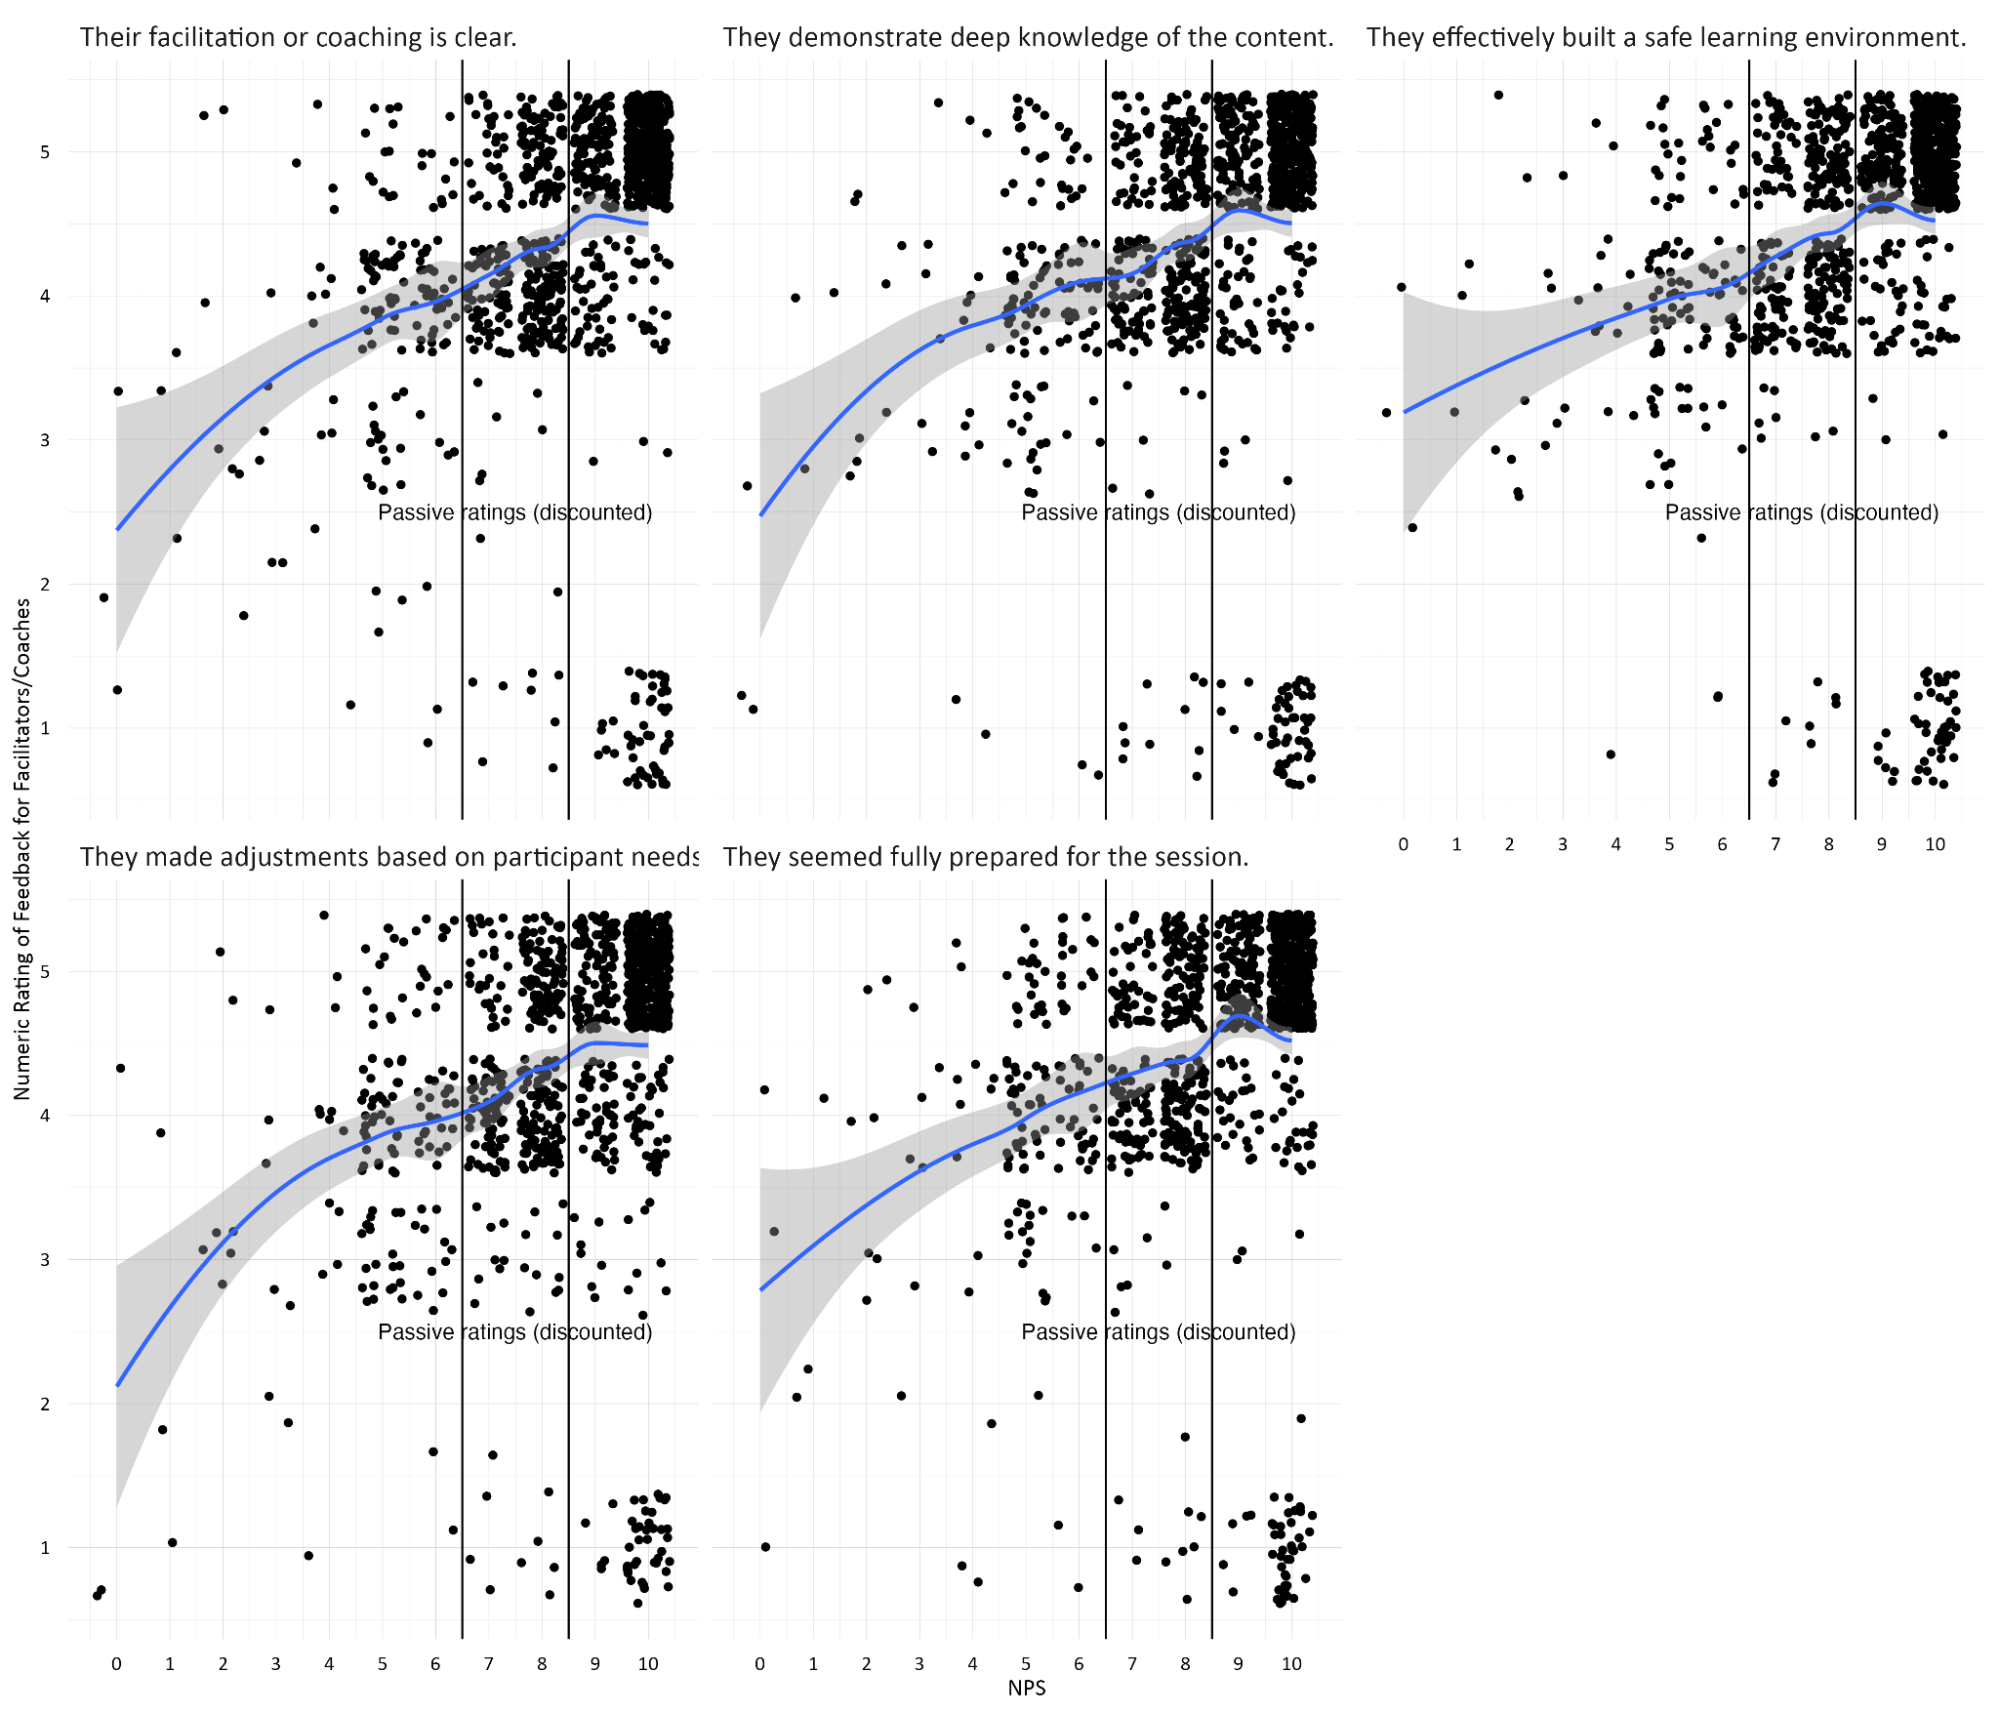 Their facilitation or coaching is clear.
They demonstrate deep knowledge of the content.
They effectively built a safe learning environment.
5
4
3
2
1
Passive ratings (discounted)
Passive ratings (discounted)
Passive ratings (discounted)
0 1 2 3 4 5 6 7 8 9 10
Numeric Rating of Feedback for Facilitators/Coaches
They made adjustments based on participant needs
They seemed fully prepared for the session.
5
4
3
2
1
Passive ratings (discounted)
Passive ratings (discounted)
0 1 2 3 4 5 6 7 8 9 10
0 1 2 3 4 5 6 7 8 9 10
NPS